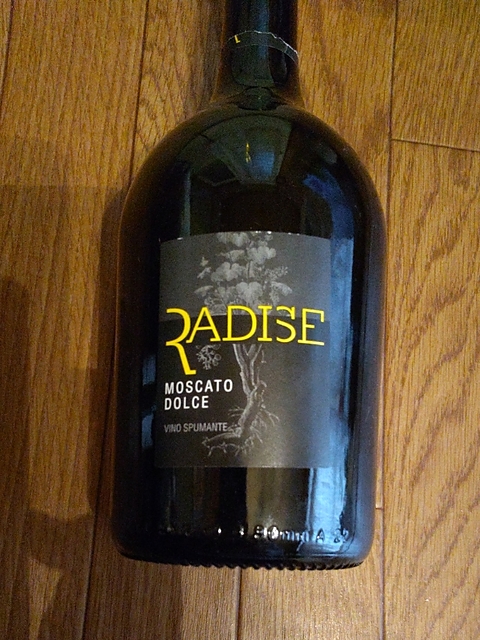 RADISE
MOSCATO
DOLCE
VINO SPUMANTE